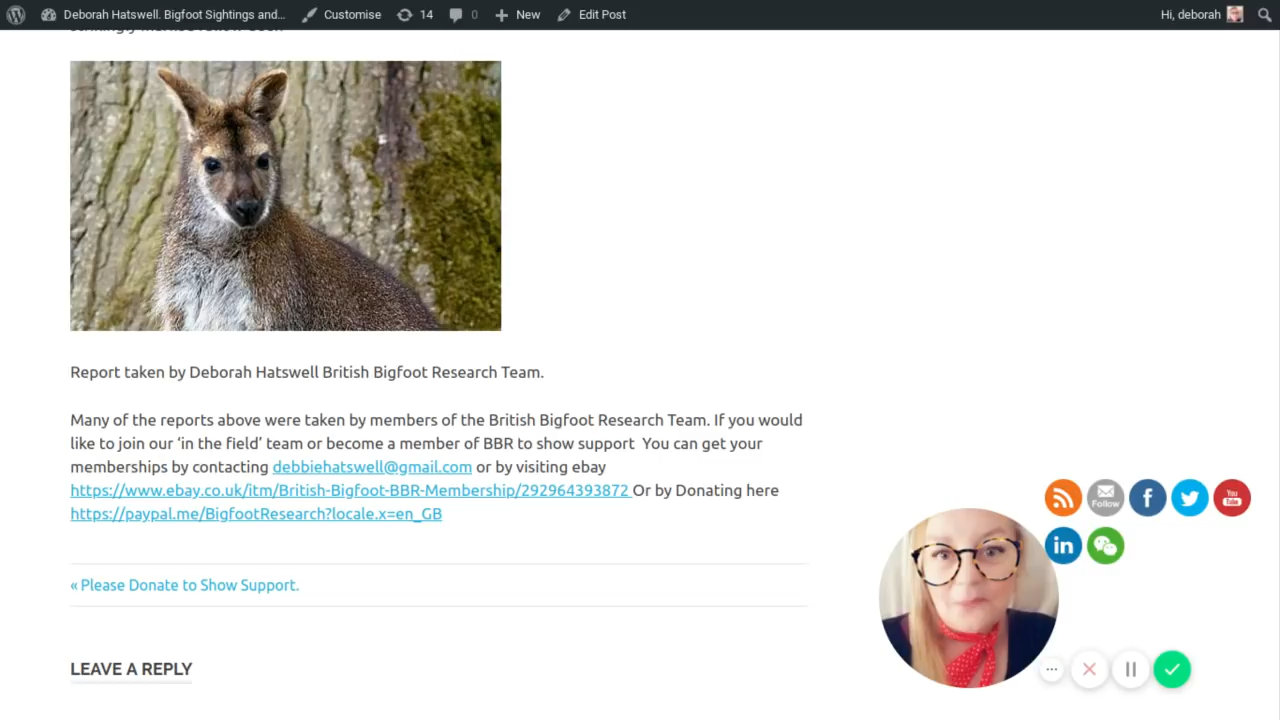 Deborah Hatswell. Bigfoot Sightings and... Customise 14 0 New Edit Post Hi, deborah
Report taken by Deborah Hatswell British Bigfoot Research Team.
Many of the reports above were taken by members of the British Bigfoot Research Team. If you would
like to join our ‘in the field’ team or become a member of BBR to show support  You can get your
memberships by contacting debbiehatswell@gmail.com or by visiting ebay
https://www.ebay.co.uk/itm/British-Bigfoot-BBR-Membership/292964393872 Or by Donating here
https://paypal.me/BigfootResearch?locale.x=en_GB
Follow
You Tube
in
« Please Donate to Show Support.
LEAVE A REPLY